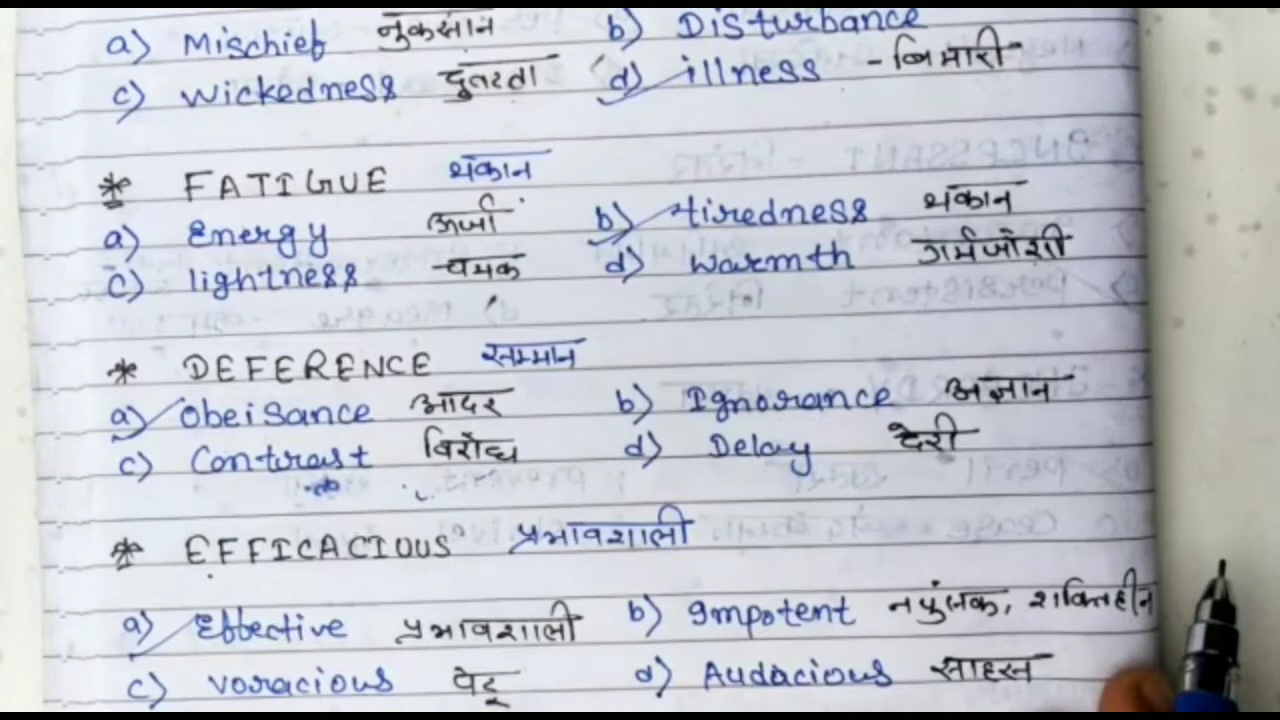 a) Mischief नुकसान b) Disturbance
c) wickedness दुतरता d) illness - बिमारी
* FATIGUE थकान
a) Energy ऊर्जा b) tiredness थकान
c) lightness चमक d) warmth गर्मजोशी
* DEFERENCE सम्मान
a) Obeisance आदर b) Ignorance अज्ञान
c) Contrast विरोध d) Delay देरी
* EFFICACIOUS प्रभावशाली
a) Effective प्रभावशाली b) Impotent नपुंसक, शक्तिहीन
c) voracious पेटू d) Audacious साहस